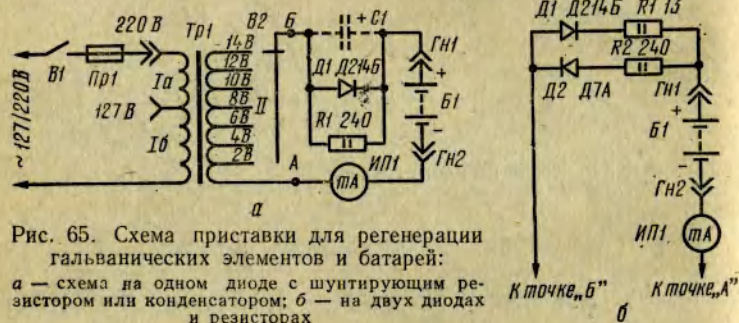 220 В
Тр1
В2
Б
+ С1
В1
Пр1
Iа
127 В
Iб
~127/220В
14В
12В
10В
8В
6В
4В
2В
II
Д1 Д214Б
R1 240
Гн1
+
Б1
-
Гн2
А
ИП1
mA
а
Рис. 65. Схема приставки для регенерации
гальванических элементов и батарей:
а — схема на одном диоде с шунтирующим ре-
зистором или конденсатором; б — на двух диодах
и резисторах
Д1 Д214Б R1 13
R2 240
Д2 Д7А
Гн1
+
Б1
-
Гн2
ИП1
mA
К точке „Б”
К точке „А”
б